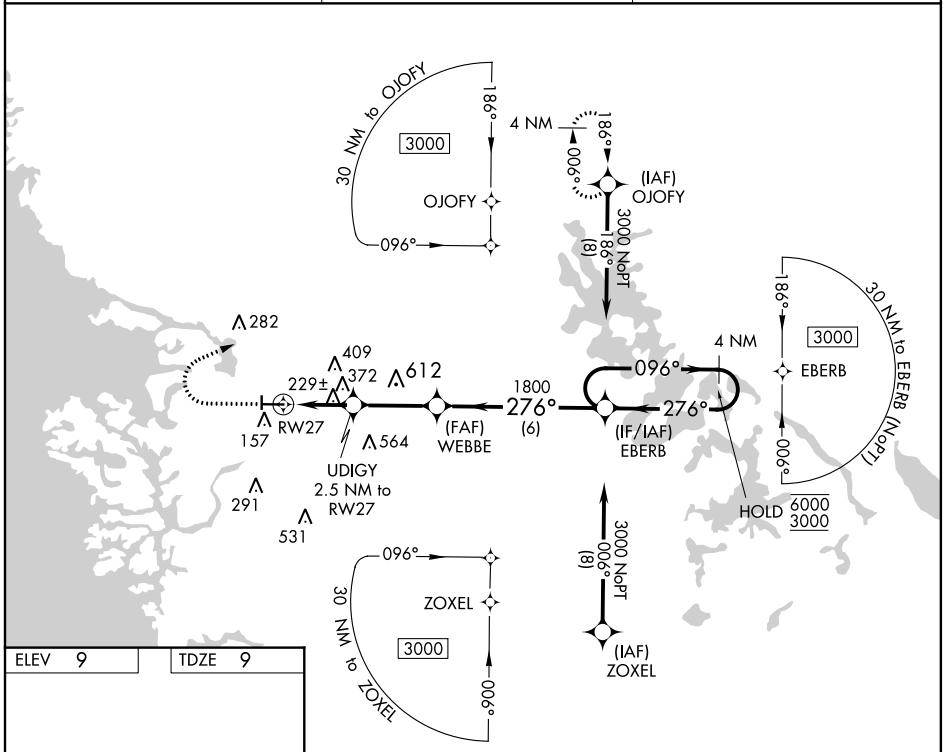 30 NM to OJOFY
3000
186°
OJOFY
096°
4 NM
186°
006°
(IAF)
OJOFY
3000 NoPT
186°
(8)
186°
30 NM to EBERB (NoPT)
3000
EBERB
006°
282
409
372
229±
612
1800
276°
(6)
4 NM
096°
276°
(IF/IAF)
EBERB
157
RW27
(FAF)
WEBBE
564
UDIGY
2.5 NM to
RW27
291
531
HOLD
6000
3000
3000 NoPT
006°
(8)
(IAF)
ZOXEL
096°
ZOXEL
3000
30 NM to ZOXEL
006°
ELEV 9
TDZE 9